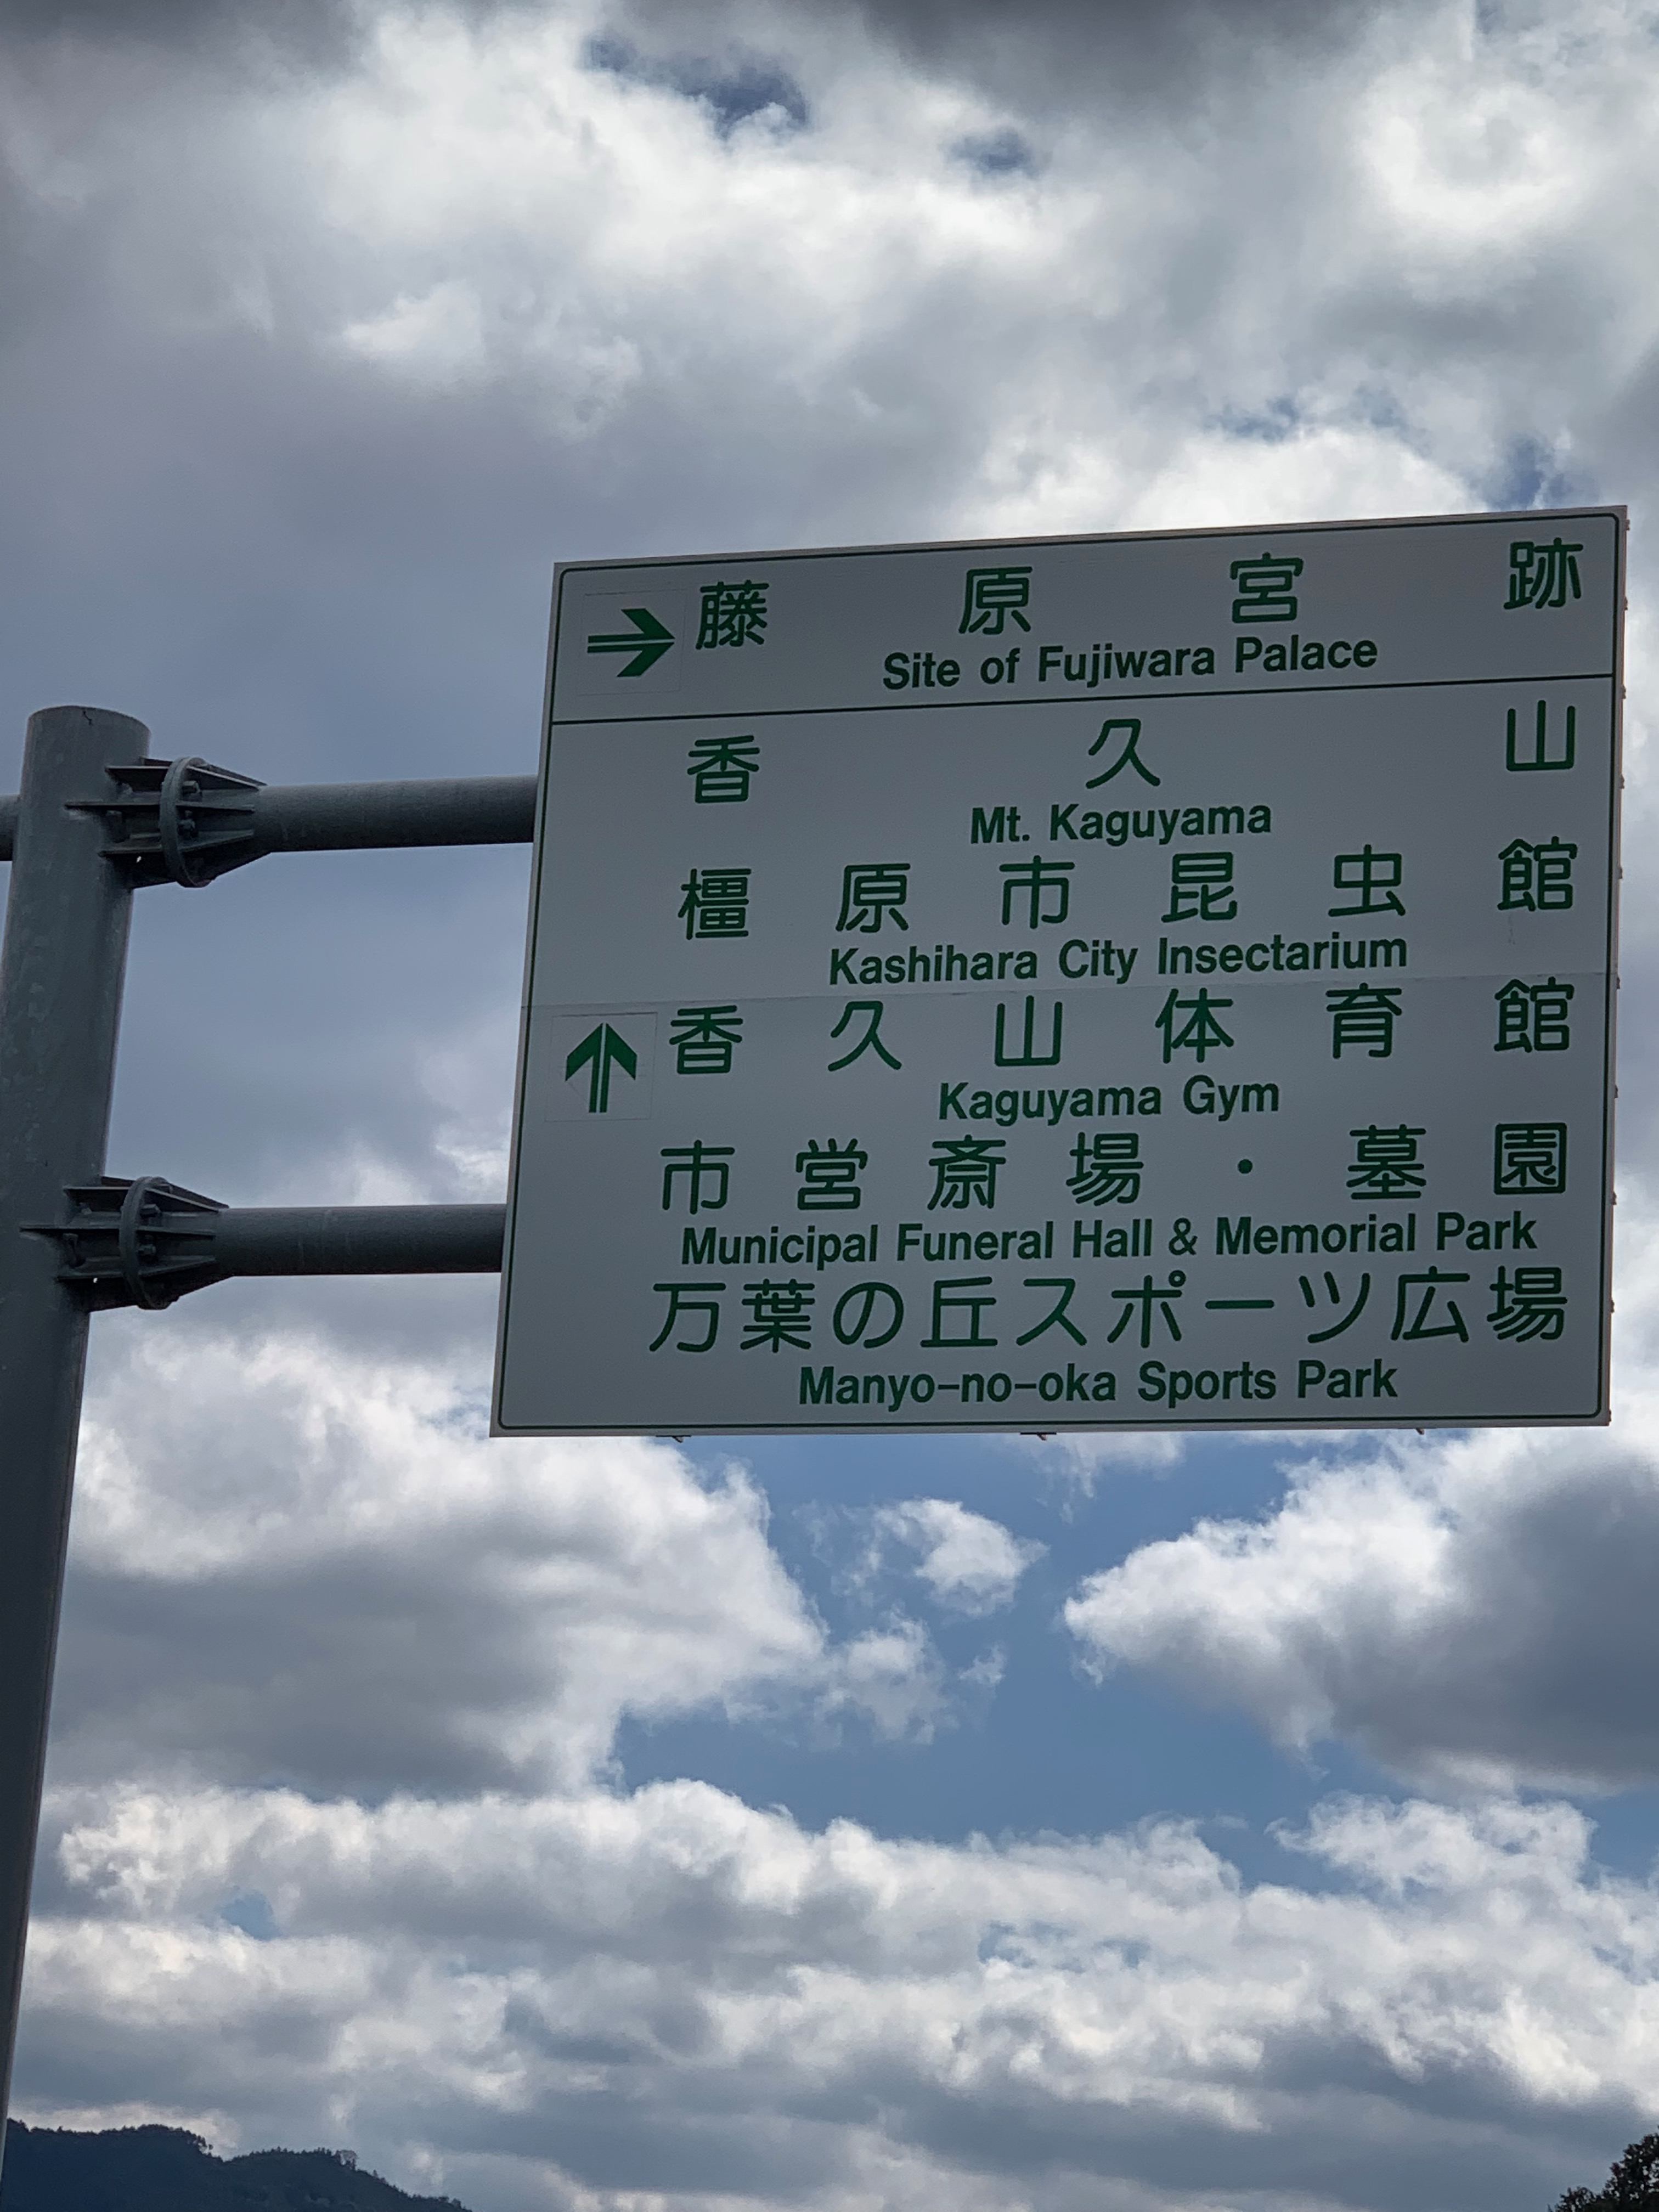 藤原宮跡
Site of Fujiwara Palace
香久山
Mt. Kaguyama
橿原市昆虫館
Kashihara City Insectarium
香久山体育館
Kaguyama Gym
市営斎場・墓園
Municipal Funeral Hall & Memorial Park
万葉の丘スポーツ広場
Manyo-no-oka Sports Park